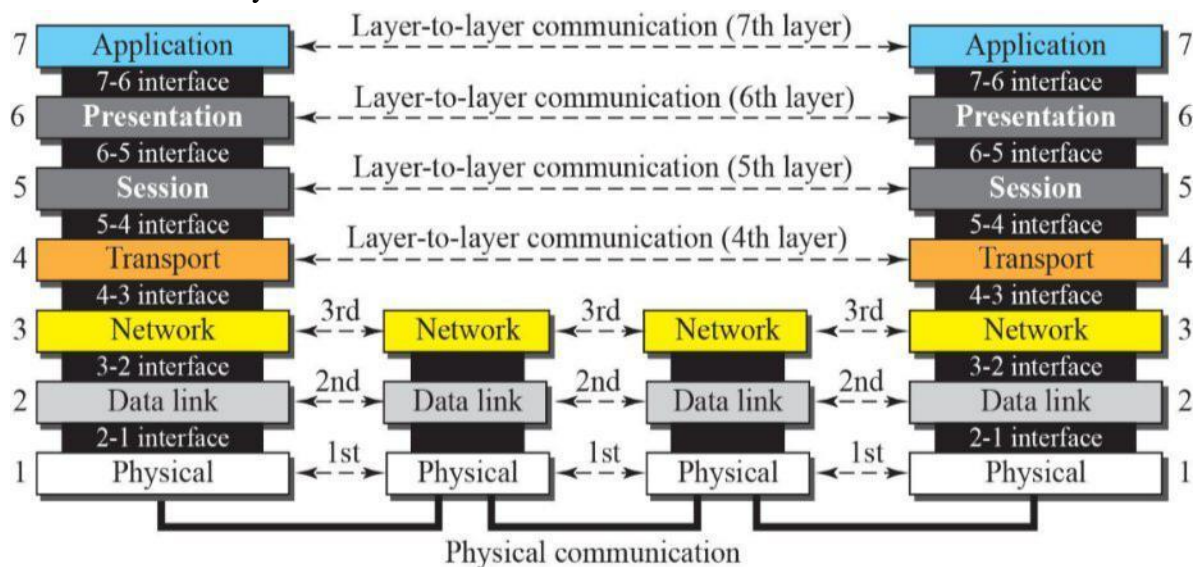 7 Application Layer-to-layer communication (7th layer) Application 7
7-6 interface 7-6 interface
6 Presentation Layer-to-layer communication (6th layer) Presentation 6
6-5 interface 6-5 interface
5 Session Layer-to-layer communication (5th layer) Session 5
5-4 interface 5-4 interface
4 Transport Layer-to-layer communication (4th layer) Transport 4
4-3 interface 4-3 interface
3 Network 3rd Network 3rd Network 3rd Network 3
3-2 interface 3-2 interface
2 Data link 2nd Data link 2nd Data link 2nd Data link 2
2-1 interface 2-1 interface
1 Physical 1st Physical 1st Physical 1st Physical 1
Physical communication